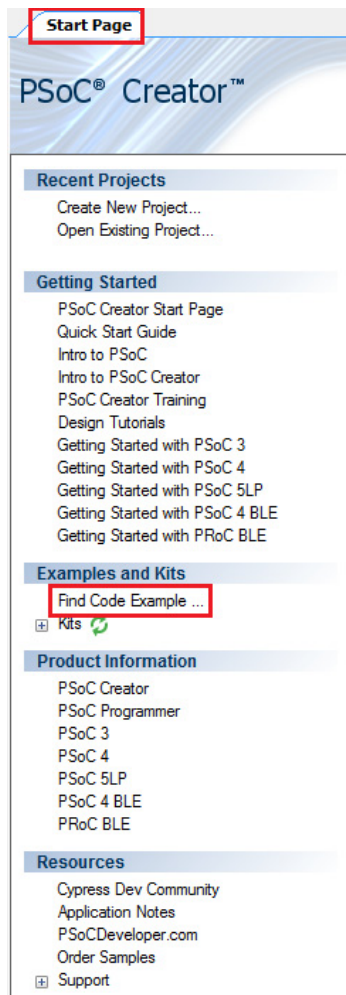 Start Page
PSoC® Creator™
Recent Projects
Create New Project...
Open Existing Project...
Getting Started
PSoC Creator Start Page
Quick Start Guide
Intro to PSoC
Intro to PSoC Creator
PSoC Creator Training
Design Tutorials
Getting Started with PSoC 3
Getting Started with PSoC 4
Getting Started with PSoC 5LP
Getting Started with PSoC 4 BLE
Getting Started with PRoC BLE
Examples and Kits
Find Code Example ...
Kits
Product Information
PSoC Creator
PSoC Programmer
PSoC 3
PSoC 4
PSoC 5LP
PSoC 4 BLE
PRoC BLE
Resources
Cypress Dev Community
Application Notes
PSoCDeveloper.com
Order Samples
Support